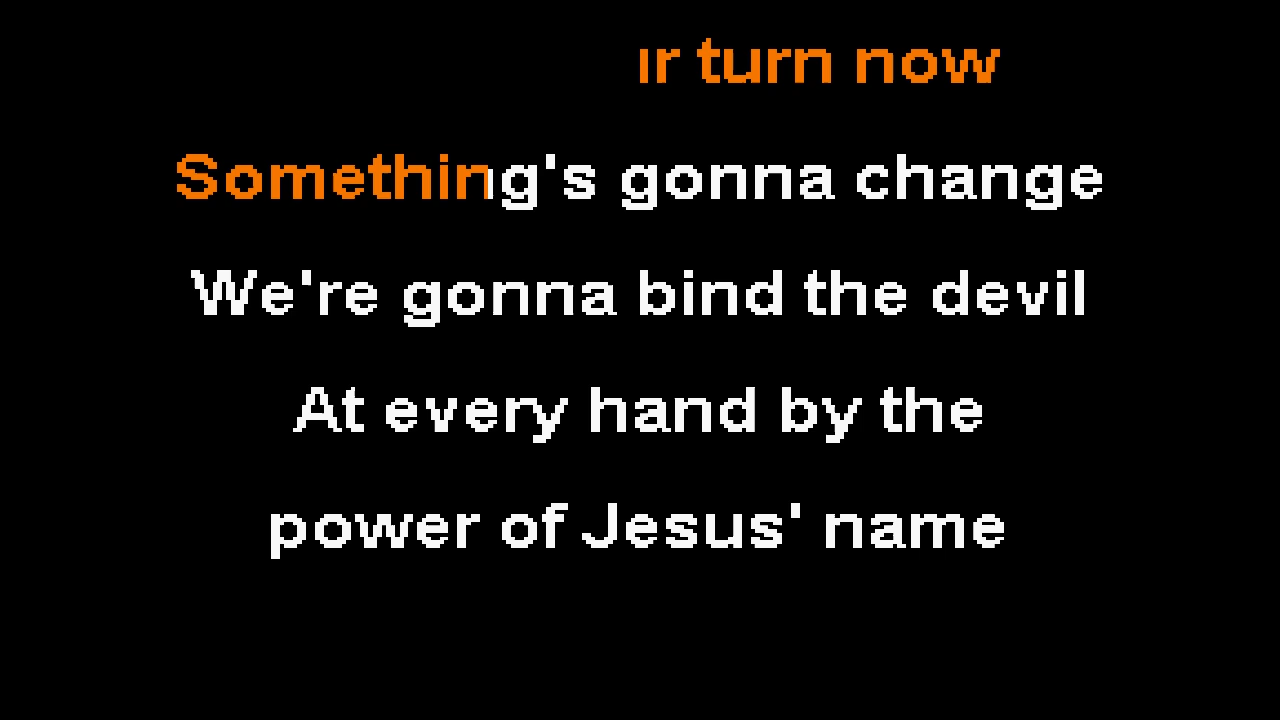 turn now
Something's gonna change
We're gonna bind the devil
At every hand by the
power of Jesus' name